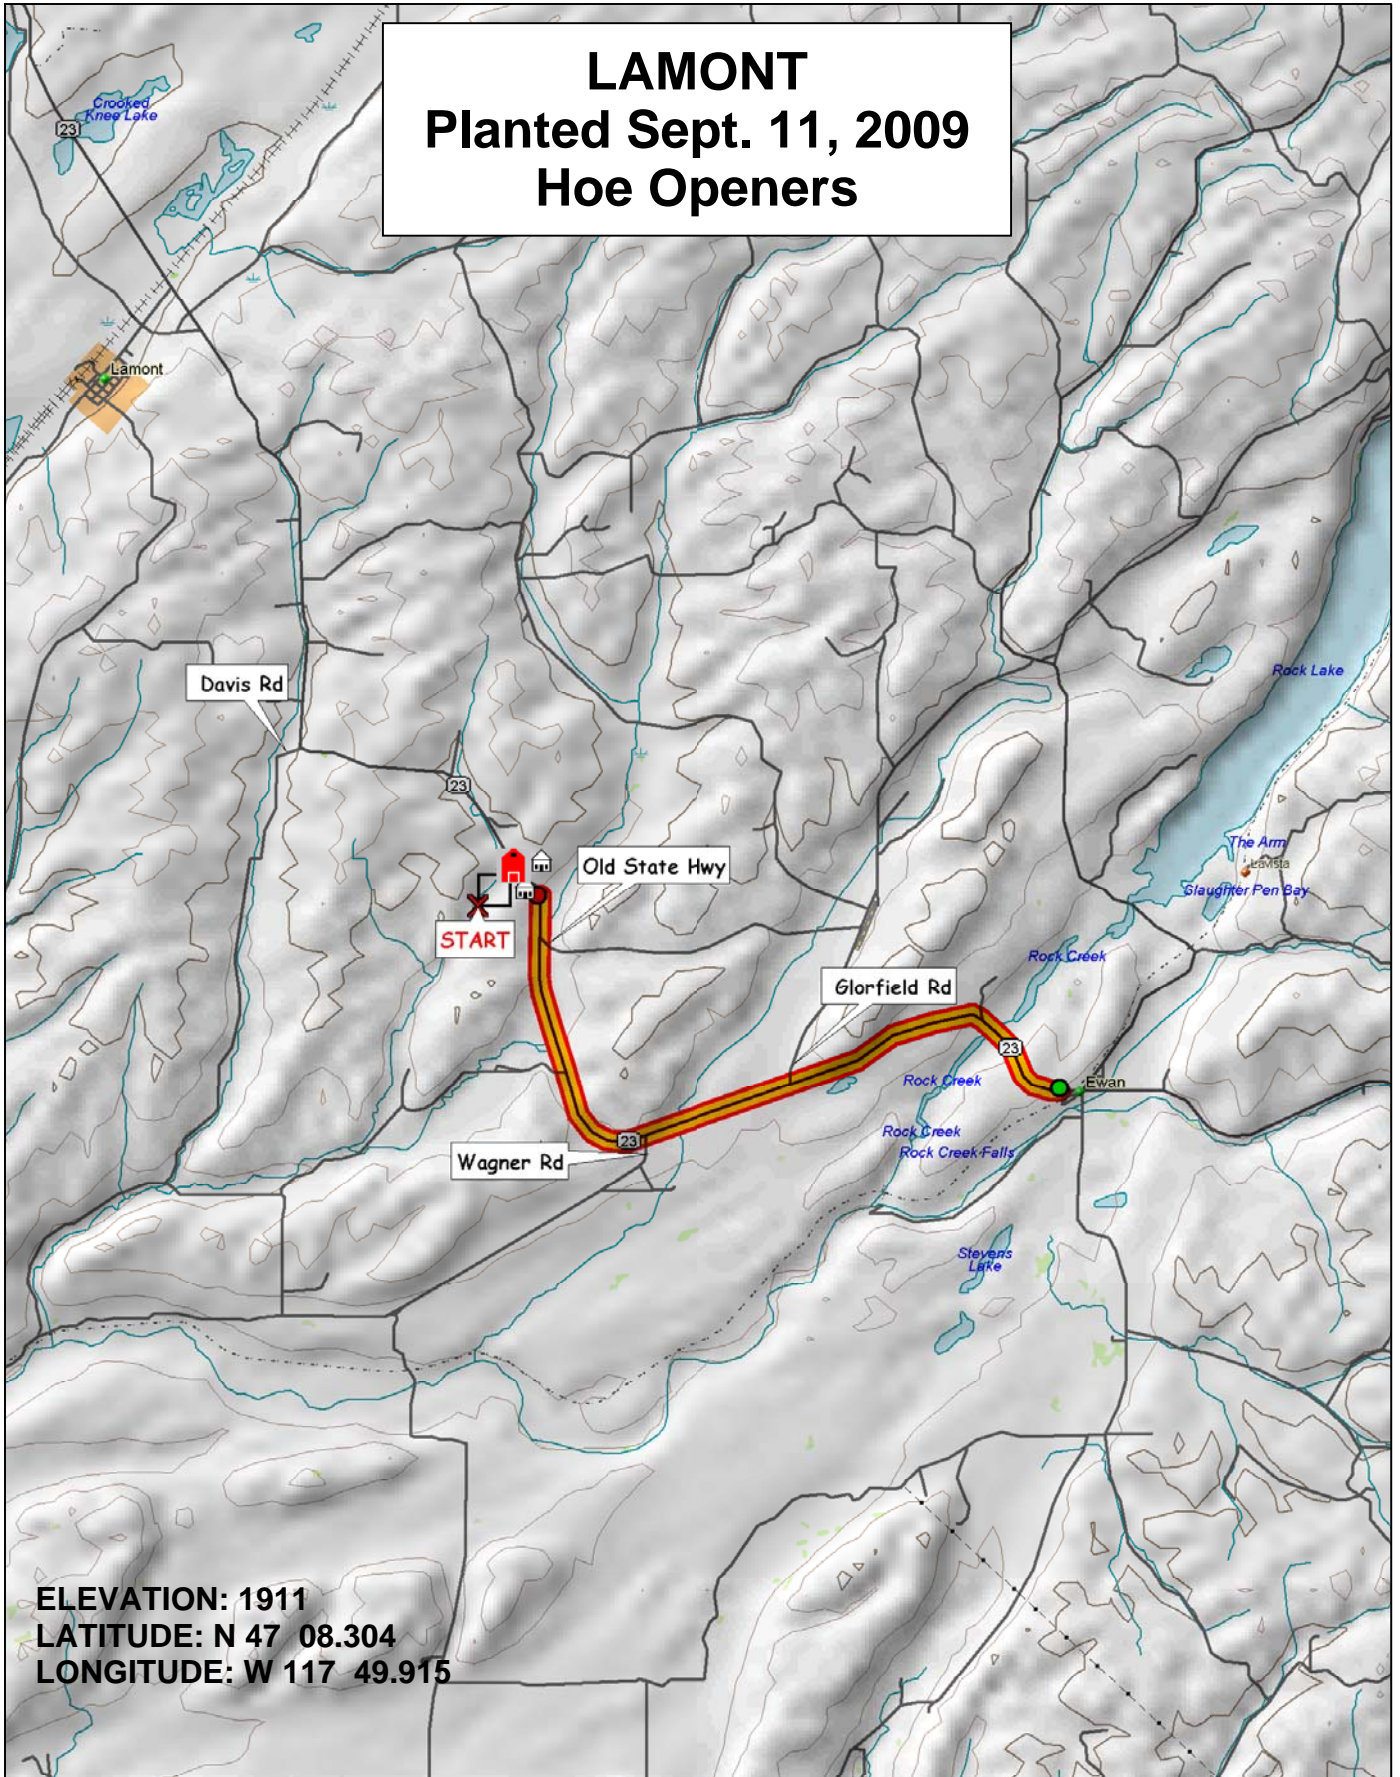 LAMONT
Planted Sept. 11, 2009
Hoe Openers
Crooked
Knee Lake
23
Lamont
Davis Rd
Rock Lake
23
The Arm
Lavista
Slaughter Pen Bay
Old State Hwy
START
Rock Creek
Glorfield Rd
23
Rock Creek
Ewan
Rock Creek
23
Rock Creek Falls
Wagner Rd
Stevens
Lake
ELEVATION: 1911
LATITUDE: N 47 08.304
LONGITUDE: W 117 49.915